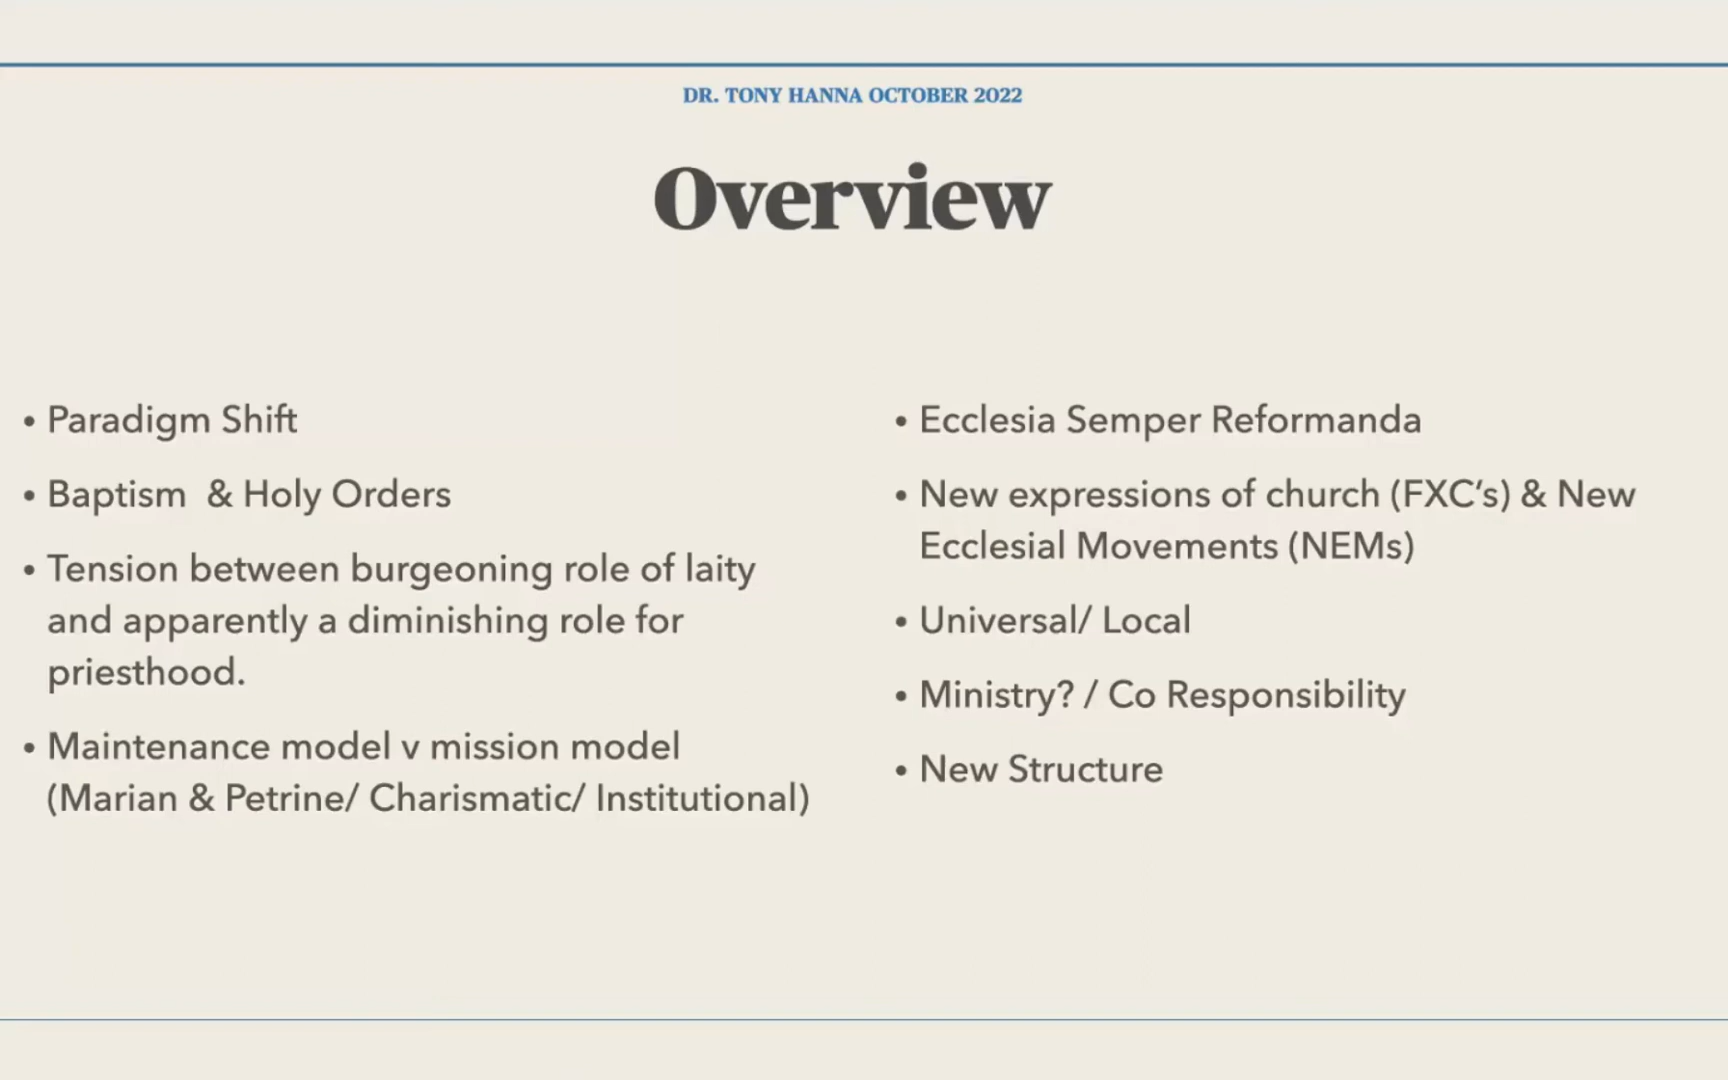 DR. TONY HANNA OCTOBER 2022
Overview
• Paradigm Shift
• Baptism  & Holy Orders
• Tension between burgeoning role of laity
and apparently a diminishing role for
priesthood.
• Maintenance model v mission model
(Marian & Petrine/ Charismatic/ Institutional)
• Ecclesia Semper Reformanda
• New expressions of church (FXC’s) & New
Ecclesial Movements (NEMs)
• Universal/ Local
• Ministry? / Co Responsibility
• New Structure